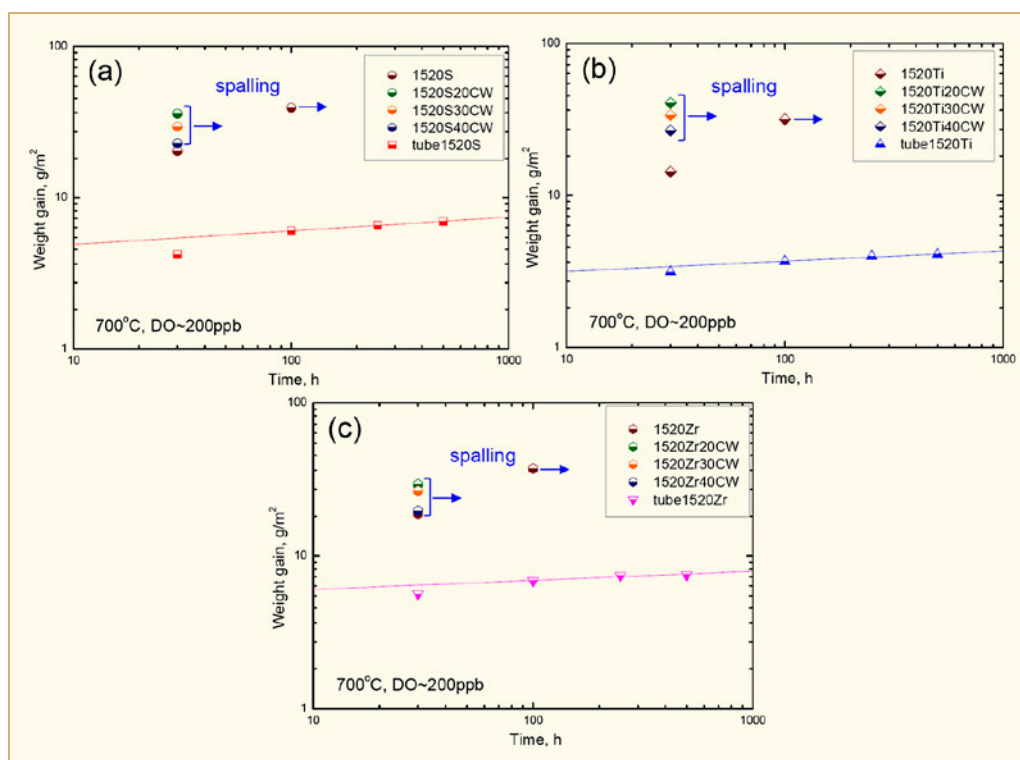 (a)
spalling
1520S
1520S20CW
1520S30CW
1520S40CW
tube1520S
Weight gain, g/m²
100
10
1
700°C, DO~200ppb
10
100
1000
Time, h
(b)
spalling
1520Ti
1520Ti20CW
1520Ti30CW
1520Ti40CW
tube1520Ti
Weight gain, g/m²
100
10
1
700°C, DO~200ppb
10
100
1000
Time, h
(c)
spalling
1520Zr
1520Zr20CW
1520Zr30CW
1520Zr40CW
tube1520Zr
Weight gain, g/m²
100
10
1
700°C, DO~200ppb
10
100
1000
Time, h